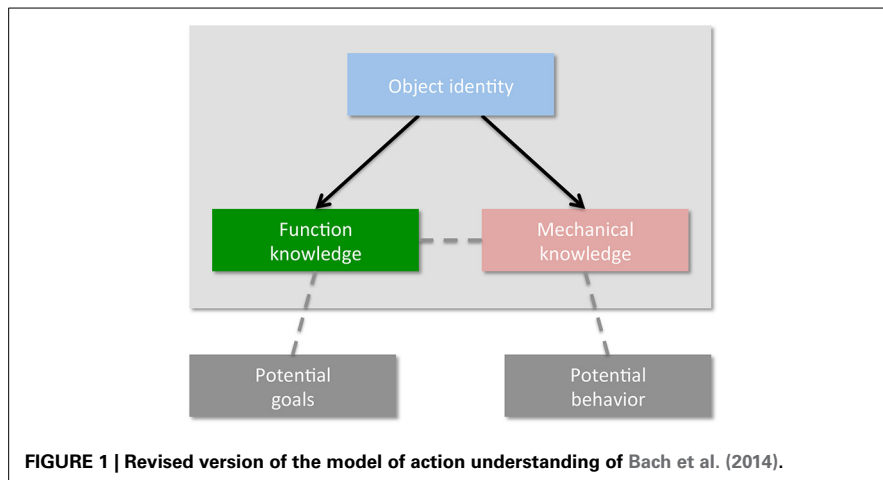 Object identity
Function
knowledge
Mechanical
knowledge
Potential
goals
Potential
behavior
FIGURE 1 | Revised version of the model of action understanding of Bach et al. (2014).